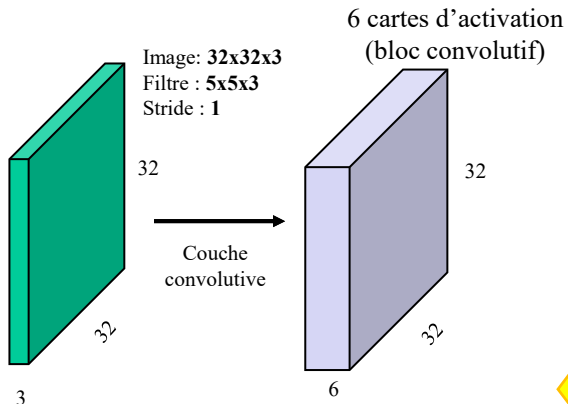 6 cartes d’activation
(bloc convolutif)
Image: 32x32x3
Filtre : 5x5x3
Stride : 1
32
32
Couche
convolutive
32
32
3
6